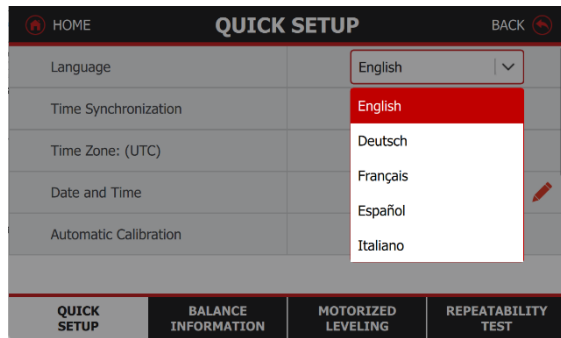 HOME QUICK SETUP BACK
Language English
Time Synchronization English
Time Zone: (UTC) Deutsch
Français
Date and Time Español
Automatic Calibration Italiano
QUICK SETUP
BALANCE INFORMATION
MOTORIZED LEVELING
REPEATABILITY TEST